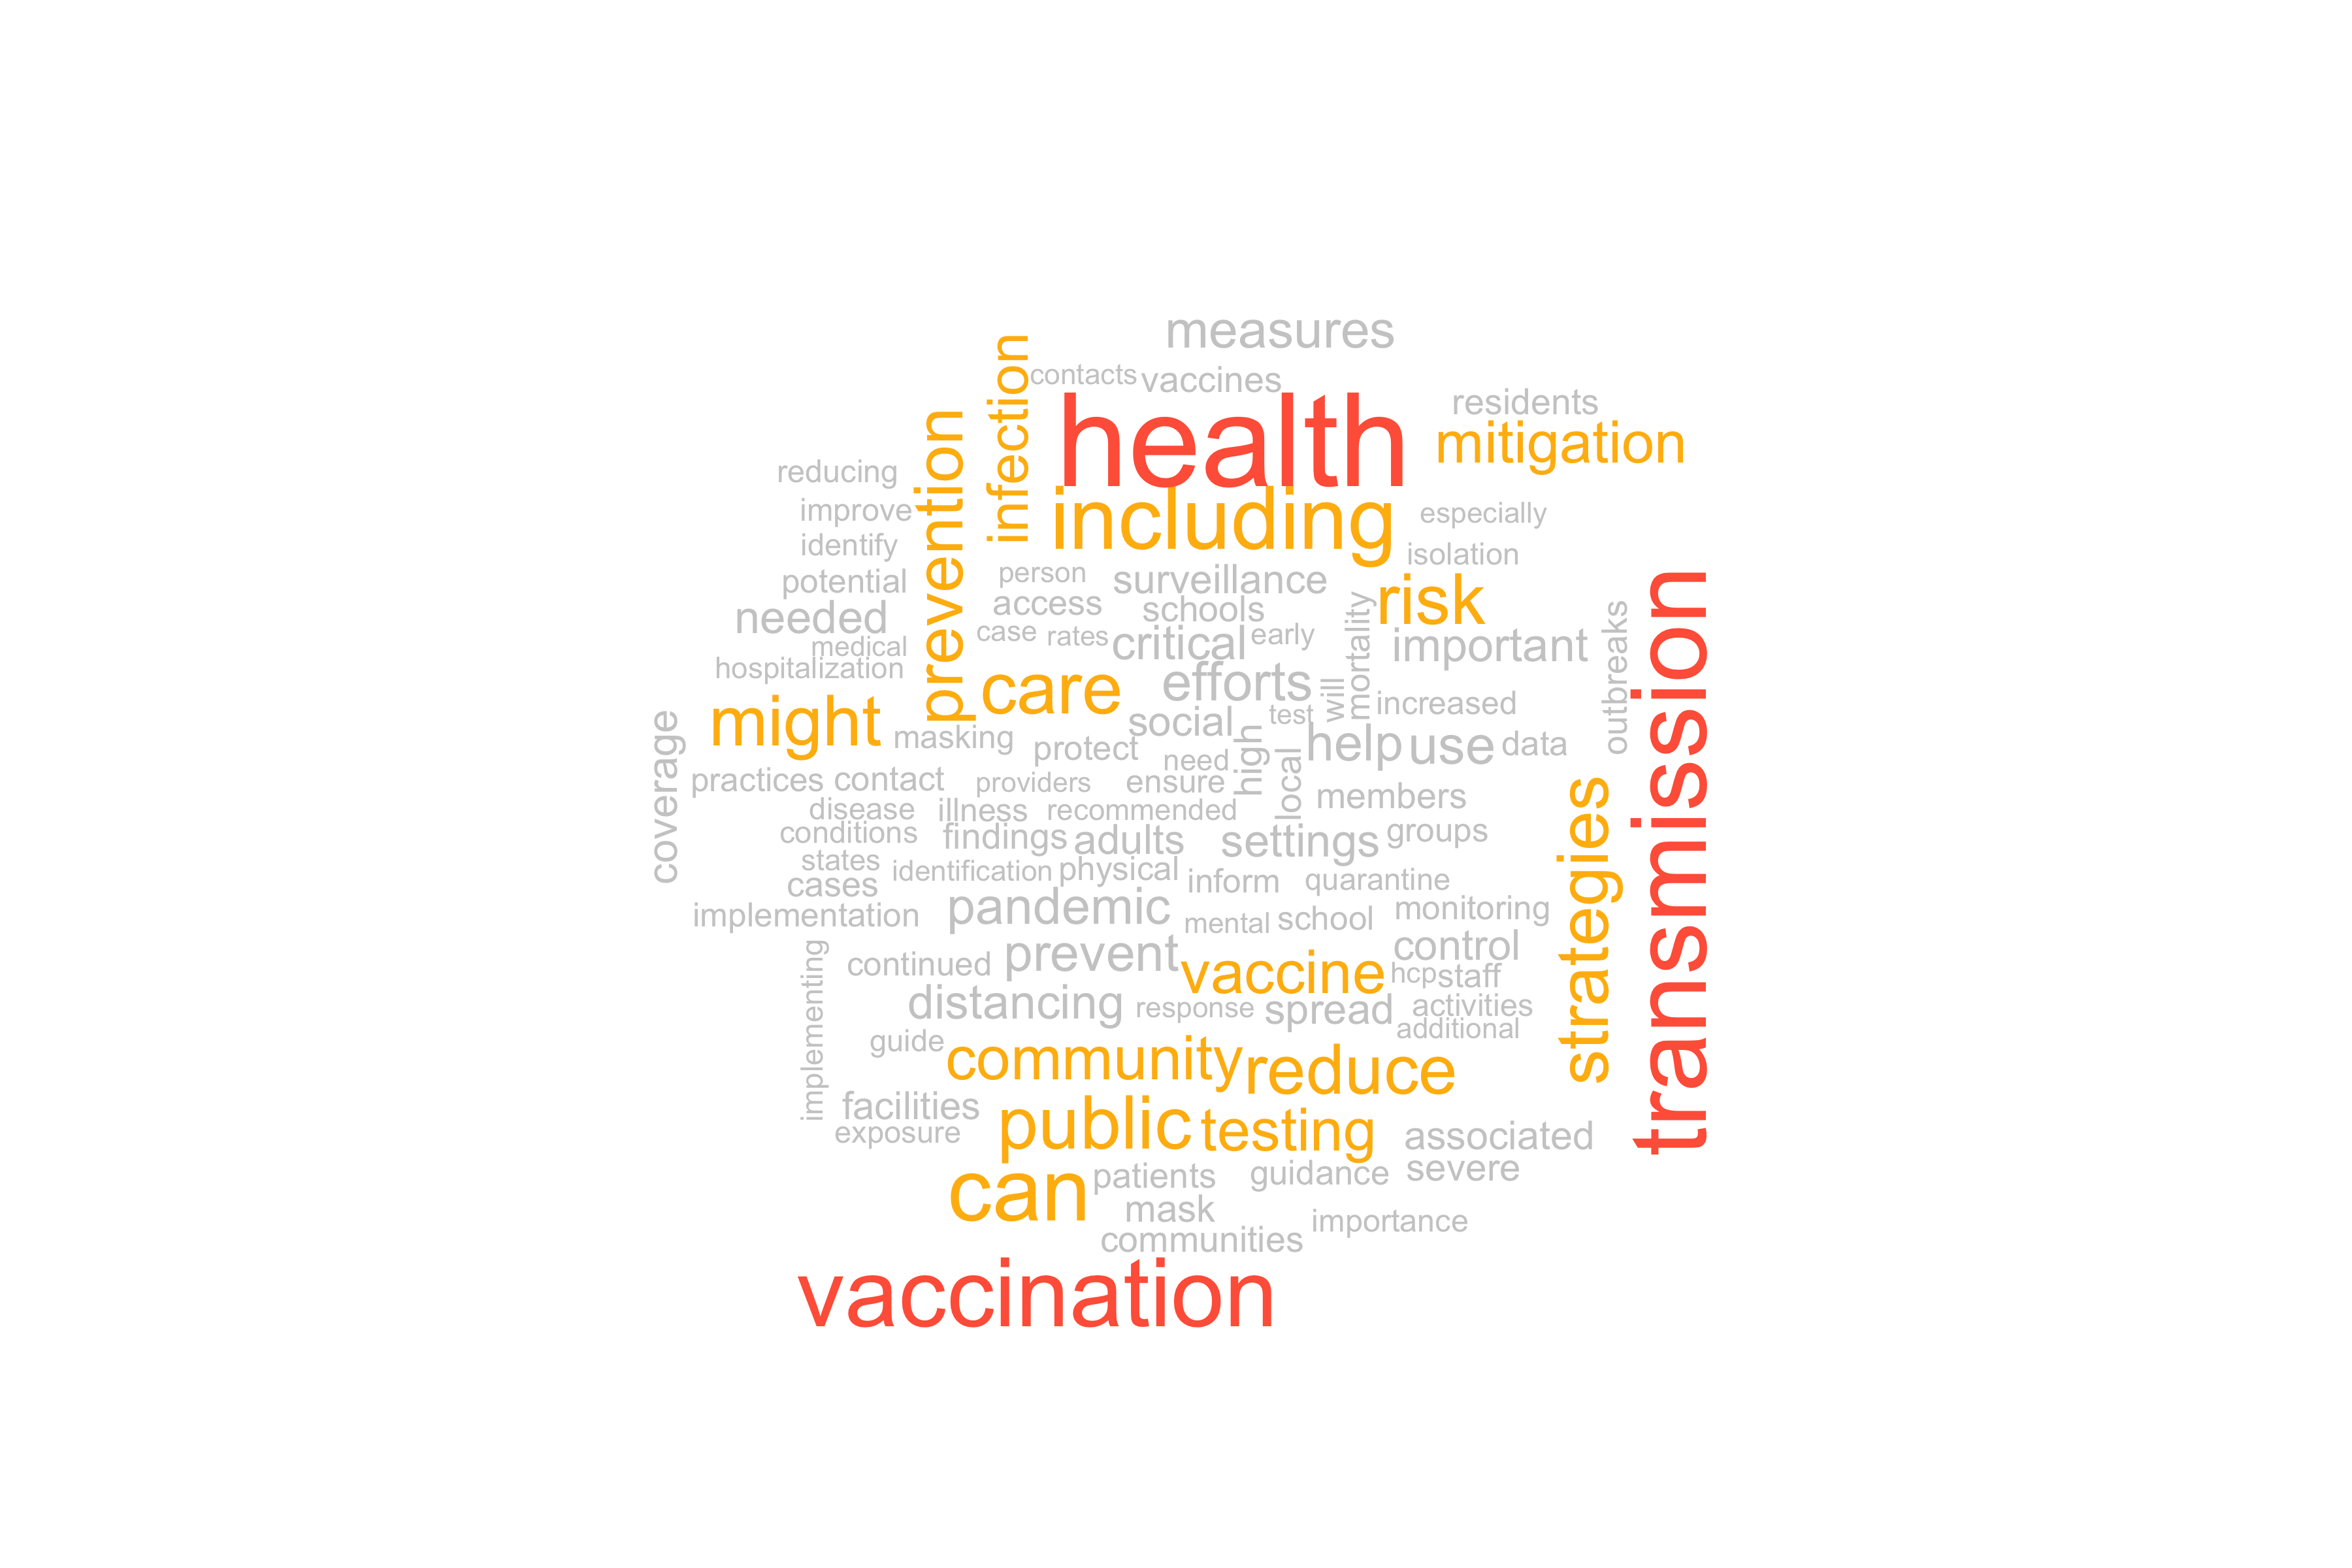 measures
contacts
vaccines
infection
health
residents
mitigation
prevention
reducing
including
improve
especially
identify
isolation
person
surveillance
potential
access
schools
risk
needed
case
rates
critical
early
mortality
important
outbreaks
transmission
medical
hospitalization
care
efforts
will
increased
might
social
test
coverage
masking
protect
need
high
help
use
data
practices
contact
providers
ensure
local
members
disease
illness
recommended
strategies
conditions
findings
adults
settings
groups
states
identification
physical
cases
inform
quarantine
implementation
pandemic
mental
school
monitoring
prevent
control
implementing
continued
vaccine
hcp
staff
distancing
response
spread
activities
additional
guide
community
reduce
facilities
public
testing
exposure
associated
can
patients
guidance
severe
mask
importance
communities
vaccination